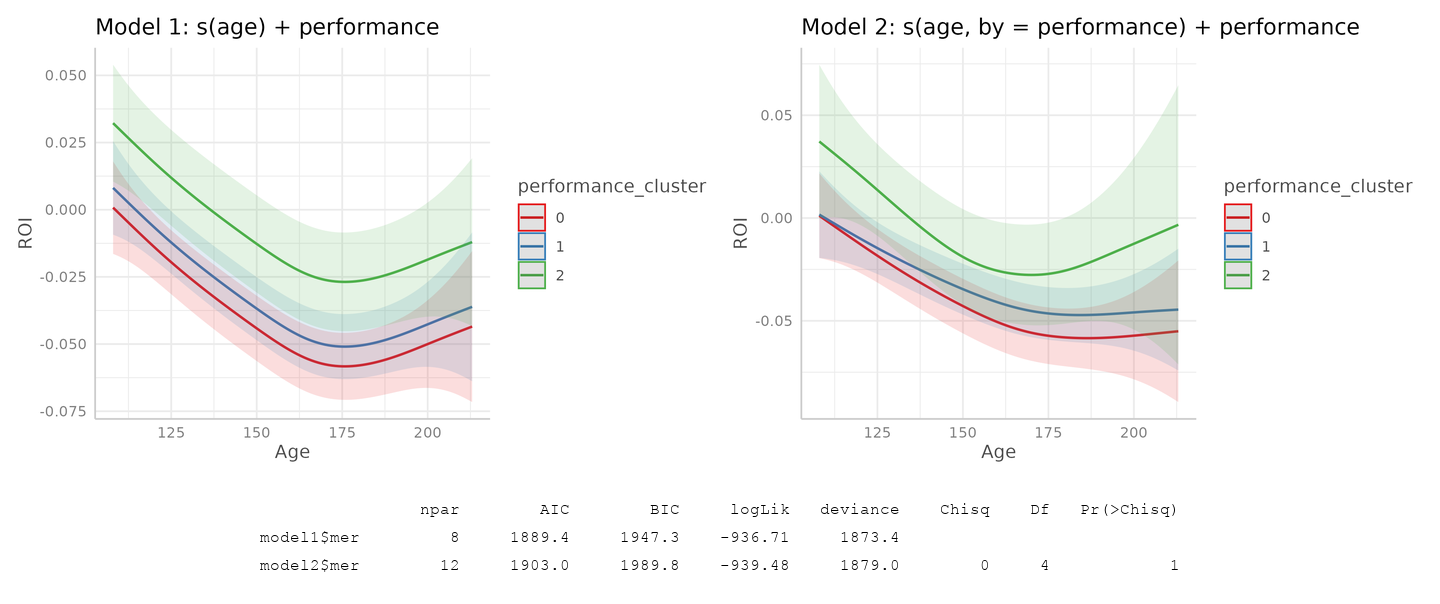 Model 1: s(age) + performance
0.050
0.025
0.000
-0.025
-0.050
-0.075
ROI
125 150 175 200
Age
performance_cluster
0
1
2
Model 2: s(age, by = performance) + performance
0.05
0.00
-0.05
ROI
125 150 175 200
Age
performance_cluster
0
1
2
npar AIC BIC logLik deviance Chisq Df Pr(>Chisq)
model1$mer 8 1889.4 1947.3 -936.71 1873.4
model2$mer 12 1903.0 1989.8 -939.48 1879.0 0 4 1